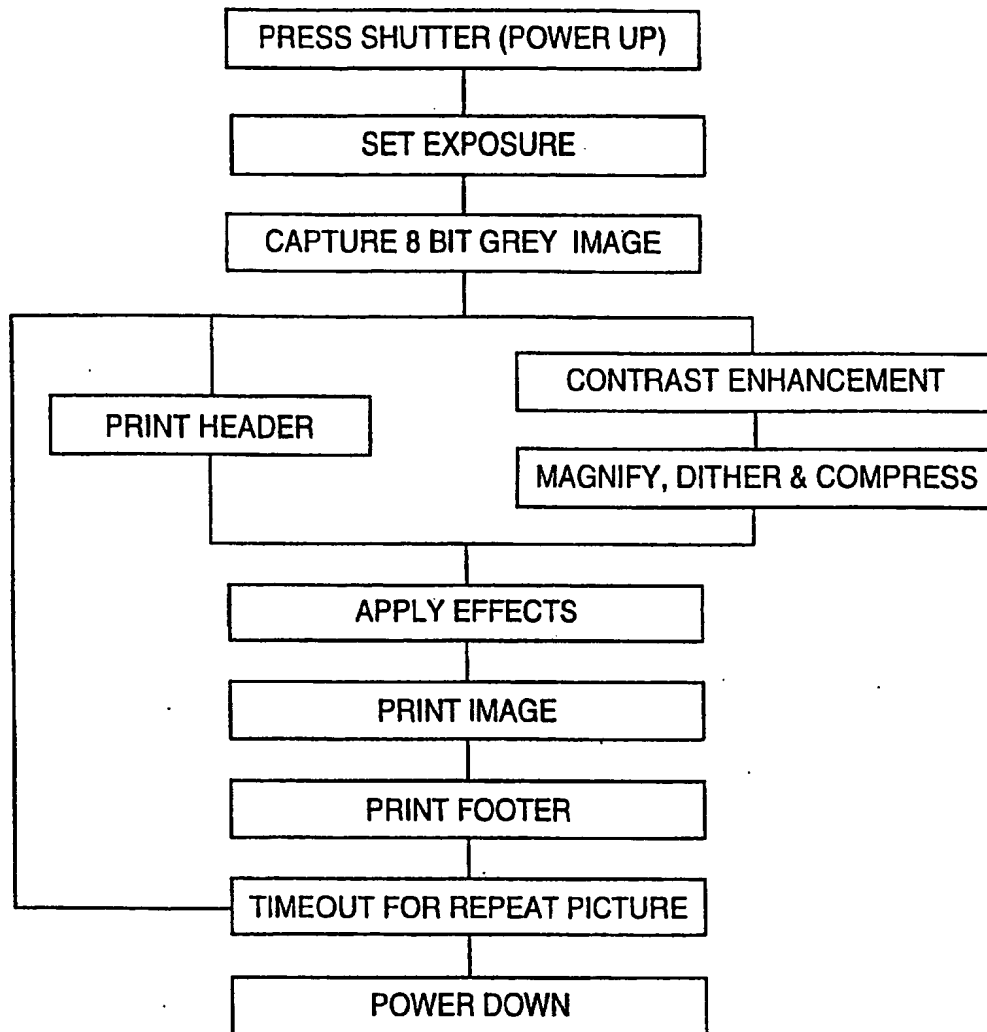 PRESS SHUTTER (POWER UP)
SET EXPOSURE
CAPTURE 8 BIT GREY IMAGE
CONTRAST ENHANCEMENT
PRINT HEADER
MAGNIFY, DITHER & COMPRESS
APPLY EFFECTS
PRINT IMAGE
PRINT FOOTER
TIMEOUT FOR REPEAT PICTURE
POWER DOWN